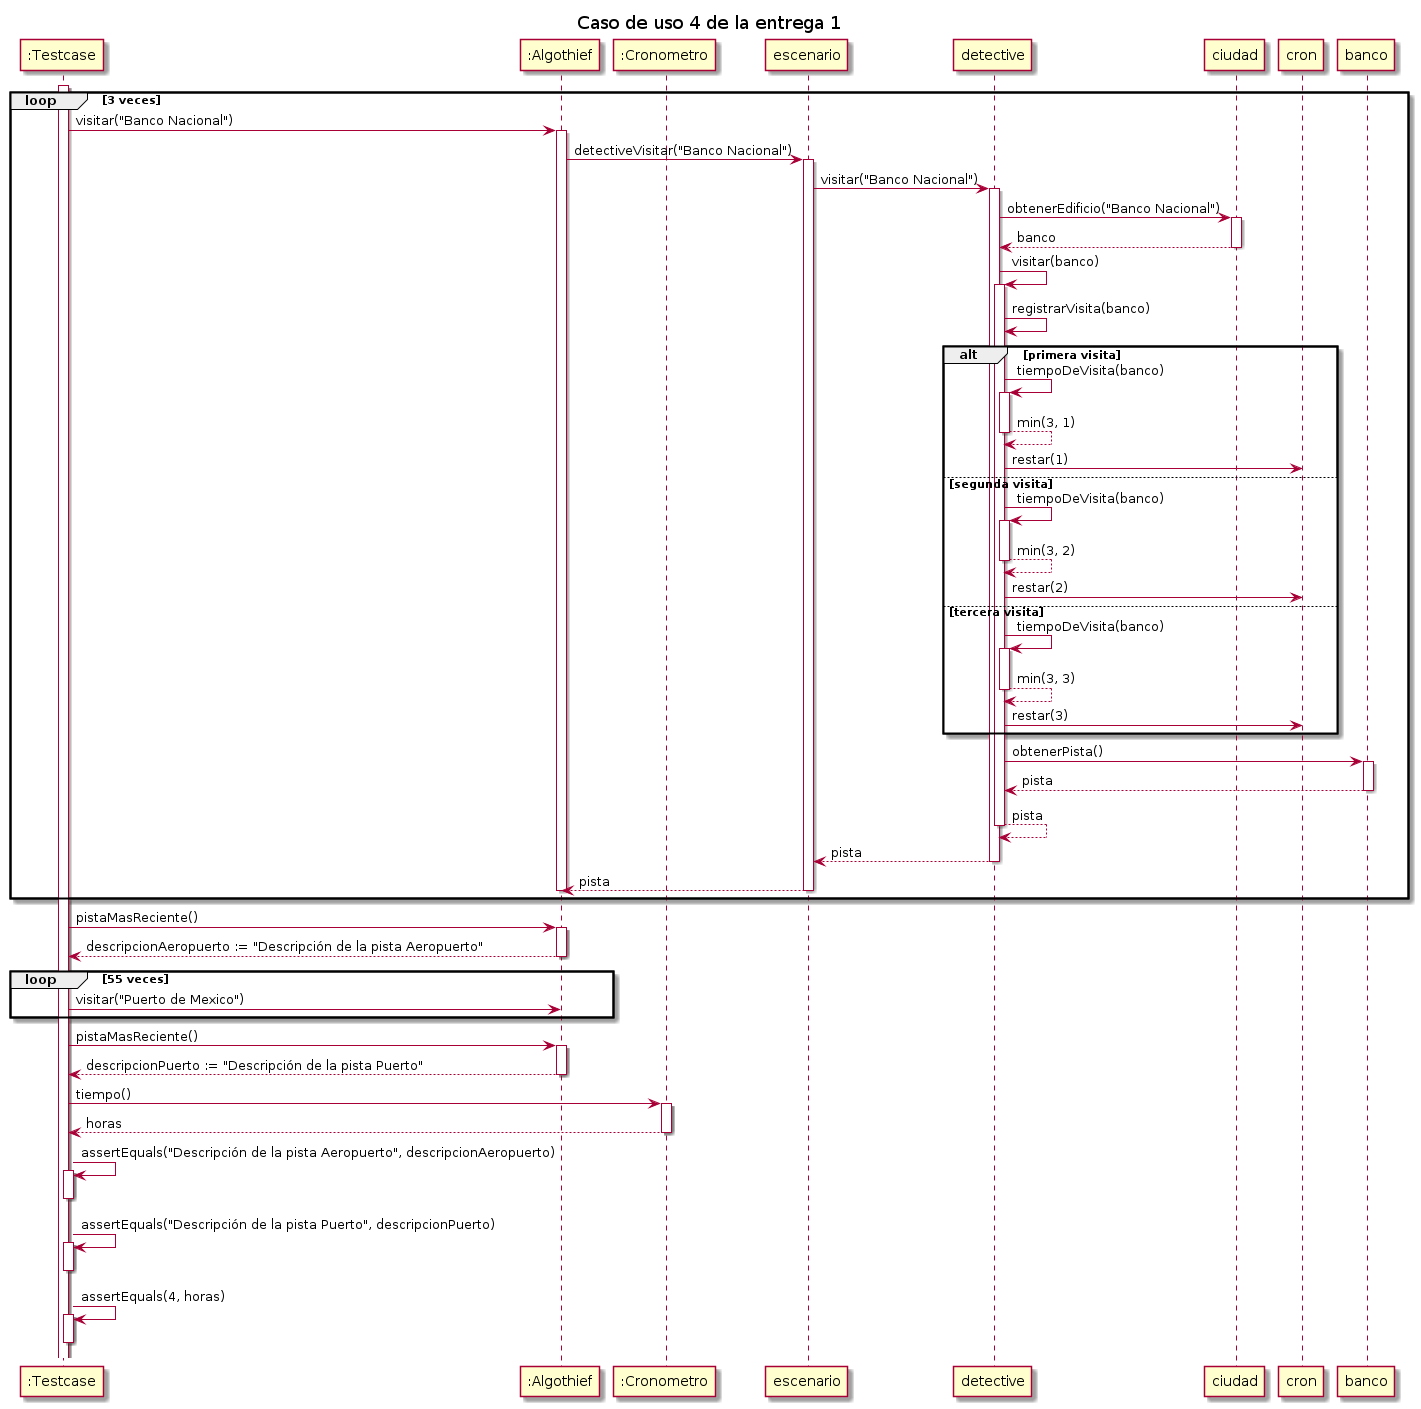 Caso de uso 4 de la entrega 1
:Testcase
:Algothief
:Cronometro
escenario
detective
ciudad
cron
banco
loop
[3 veces]
visitar("Banco Nacional")
detectiveVisitar("Banco Nacional")
visitar("Banco Nacional")
obtenerEdificio("Banco Nacional")
banco
visitar(banco)
registrarVisita(banco)
alt
[primera visita]
tiempoDeVisita(banco)
min(3, 1)
restar(1)
[segunda visita]
tiempoDeVisita(banco)
min(3, 2)
restar(2)
[tercera visita]
tiempoDeVisita(banco)
min(3, 3)
restar(3)
obtenerPista()
pista
pista
pista
pista
pistaMasReciente()
descripcionAeropuerto := "Descripción de la pista Aeropuerto"
loop
[55 veces]
visitar("Puerto de Mexico")
pistaMasReciente()
descripcionPuerto := "Descripción de la pista Puerto"
tiempo()
horas
assertEquals("Descripción de la pista Aeropuerto", descripcionAeropuerto)
assertEquals("Descripción de la pista Puerto", descripcionPuerto)
assertEquals(4, horas)
:Testcase
:Algothief
:Cronometro
escenario
detective
ciudad
cron
banco